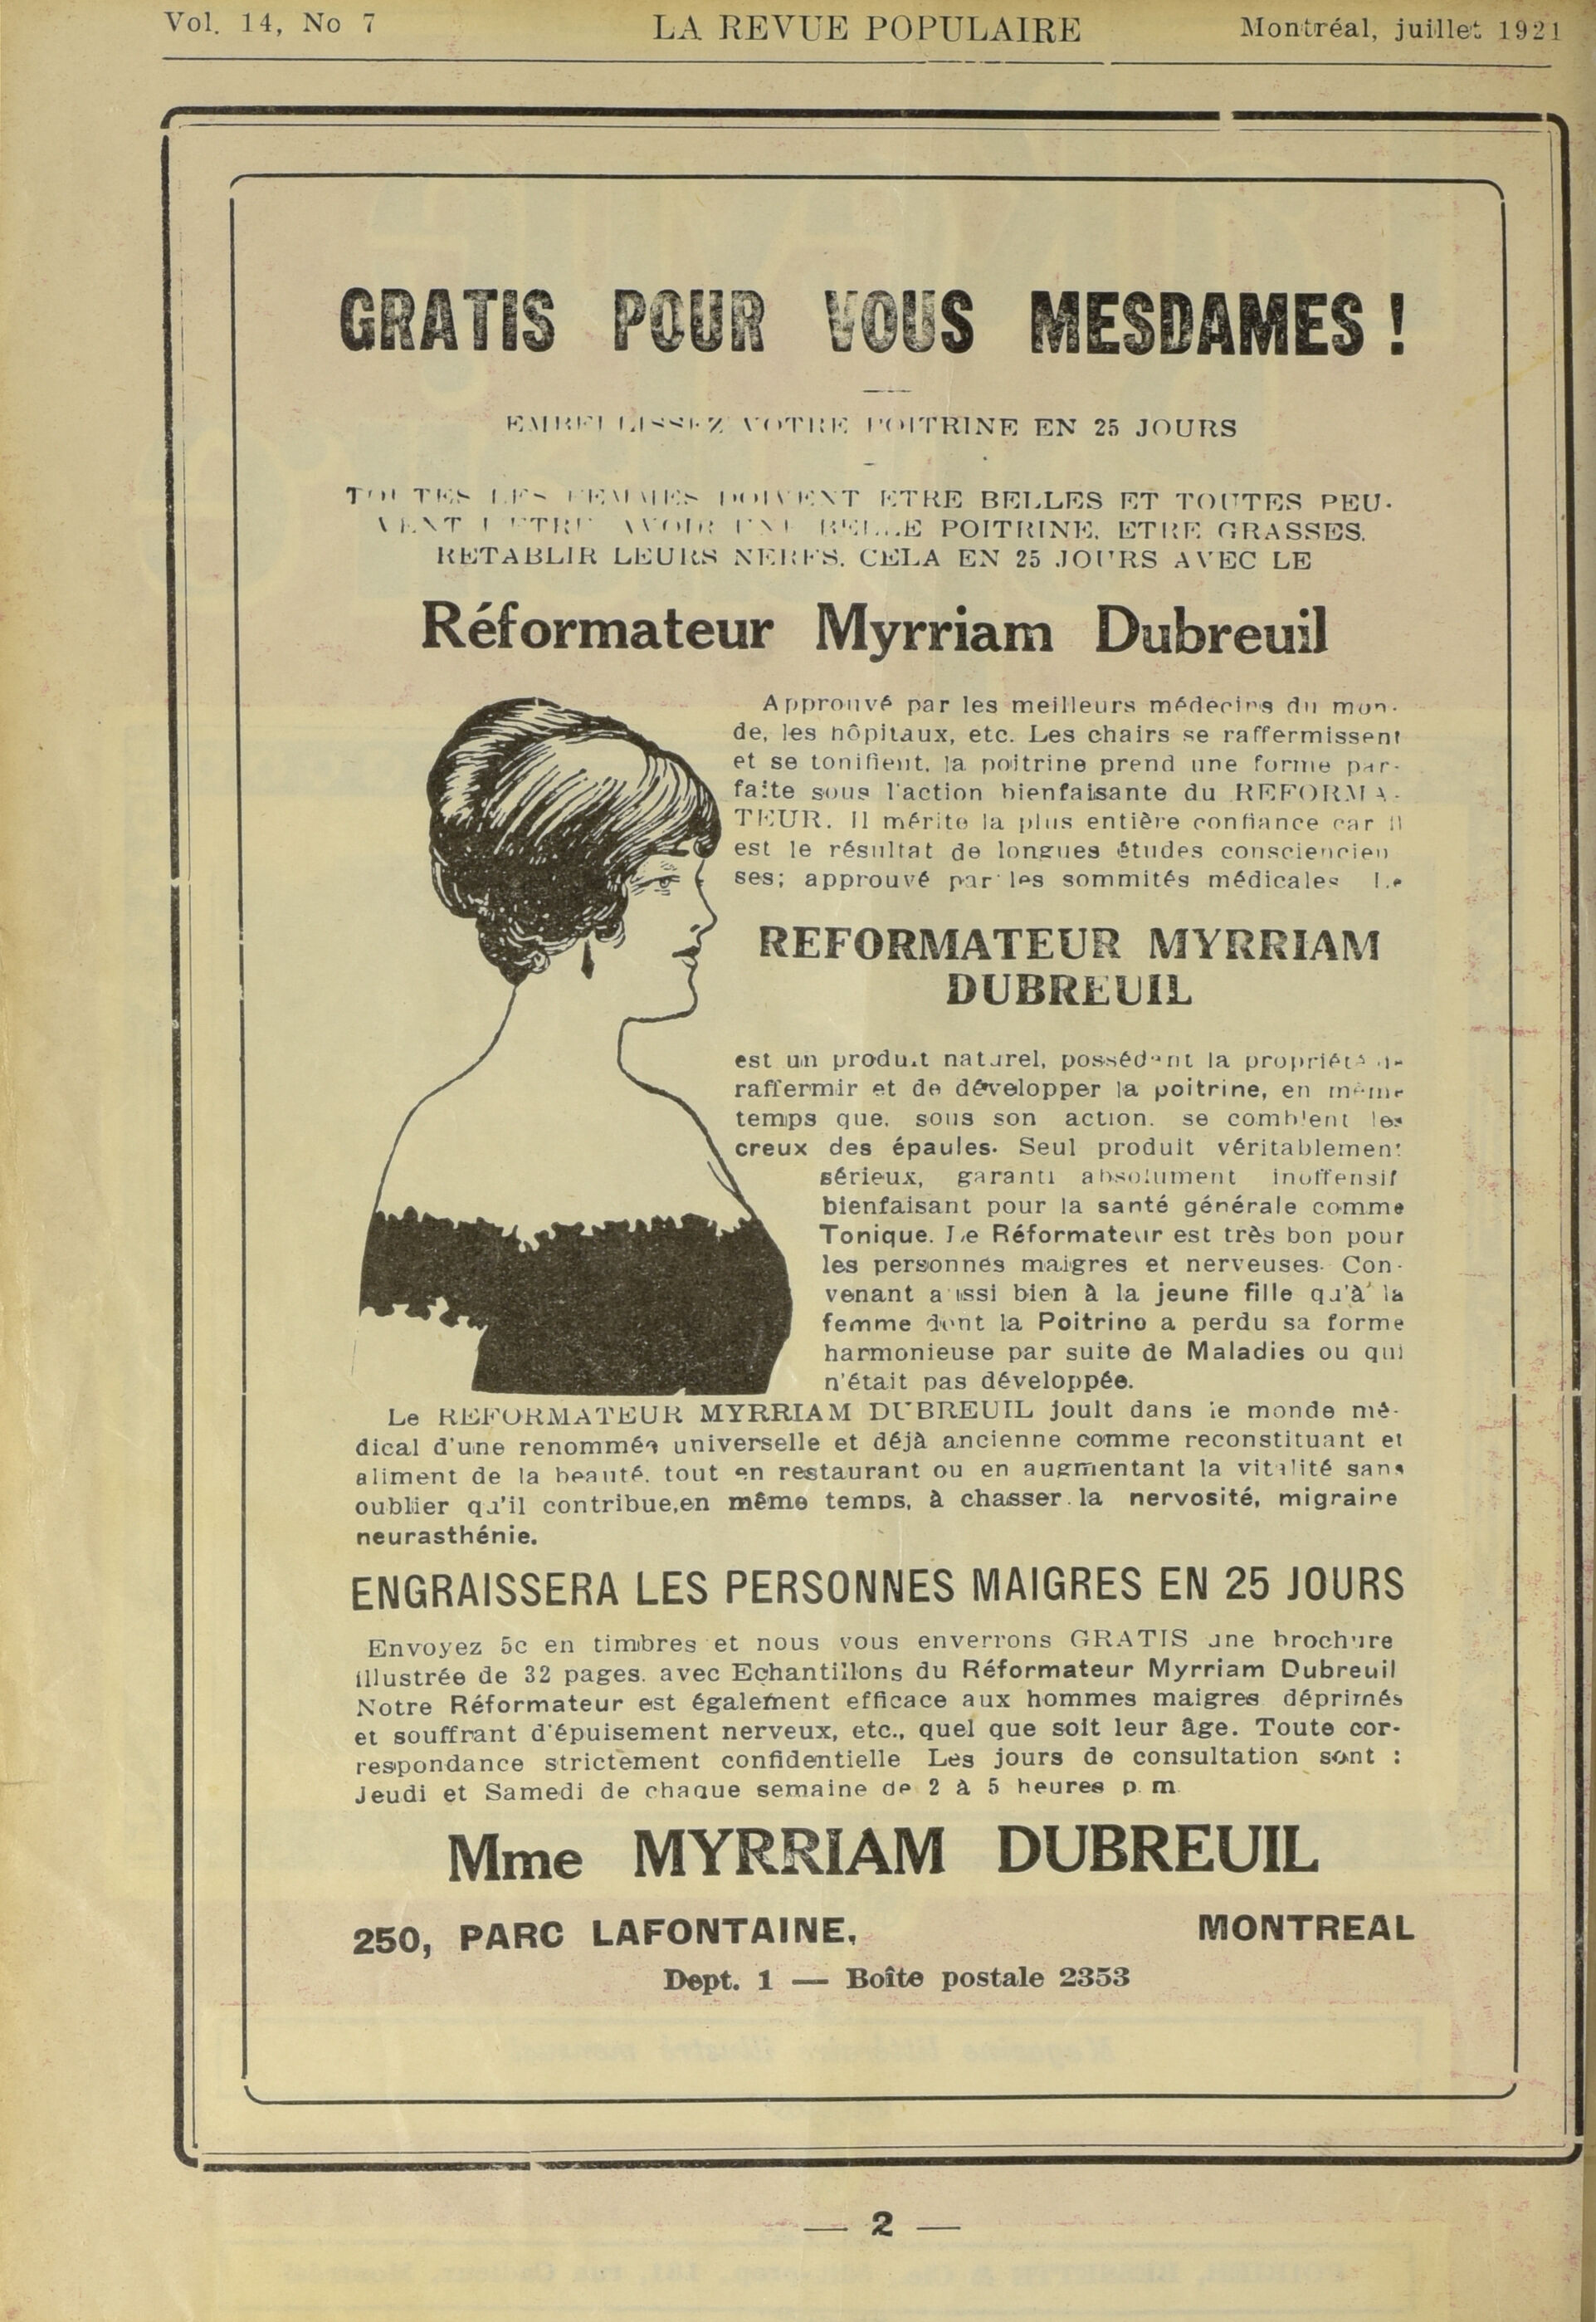 Vol. 14, No 7 LA REVUE POPULAIRE Montréal, juillet 1921
GRATIS POUR VOUS MESDAMES !
EMBELLISSEZ VOTRE POITRINE EN 25 JOURS
TOUTES LES FEMMES DOIVENT ETRE BELLES ET TOUTES PEU-
VENT L'ETRE AVOIR UNE BELLE POITRINE, ETRE GRASSES,
RETABLIR LEURS NERFS. CELA EN 25 JOURS AVEC LE
Réformateur Myrriam Dubreuil
Approuvé par les meilleurs médecins du mon-
de, les hôpitaux, etc. Les chairs se raffermissent
et se tonifient, la poitrine prend une forme par-
faite sous l'action bienfaisante du REFORMA-
TEUR. Il mérite la plus entière confiance car il
est le résultat de longues études consciencieu
ses; approuvé par les sommités médicales Le
REFORMATEUR MYRRIAM
DUBREUIL
est un produit naturel, possédant la propriété de
raffermir et de développer la poitrine, en même
temps que, sous son action, se comblent les
creux des épaules. Seul produit véritablement
sérieux, garanti absolument inoffensif
bienfaisant pour la santé générale comme
Tonique. Le Réformateur est très bon pour
les personnes maigres et nerveuses. Con-
venant aussi bien à la jeune fille qu'à la
femme dont la Poitrine a perdu sa forme
harmonieuse par suite de Maladies ou qui
n'était pas développée.
Le REFORMATEUR MYRRIAM DUBREUIL jouit dans le monde mé-
dical d'une renommée universelle et déjà ancienne comme reconstituant et
aliment de la beauté, tout en restaurant ou en augmentant la vitalité sans
oublier qu'il contribue,en même temps, à chasser la nervosité, migraine
neurasthénie.
ENGRAISSERA LES PERSONNES MAIGRES EN 25 JOURS
Envoyez 5c en timbres et nous vous enverrons GRATIS une brochure
illustrée de 32 pages, avec Echantillons du Réformateur Myrriam Dubreuil
Notre Réformateur est également efficace aux hommes maigres déprimés
et souffrant d'épuisement nerveux, etc., quel que soit leur âge. Toute cor-
respondance strictement confidentielle Les jours de consultation sont :
Jeudi et Samedi de chaque semaine de 2 à 5 heures p. m
Mme MYRRIAM DUBREUIL
250, PARC LAFONTAINE, MONTREAL
Dept. 1 — Boîte postale 2353
— 2 —